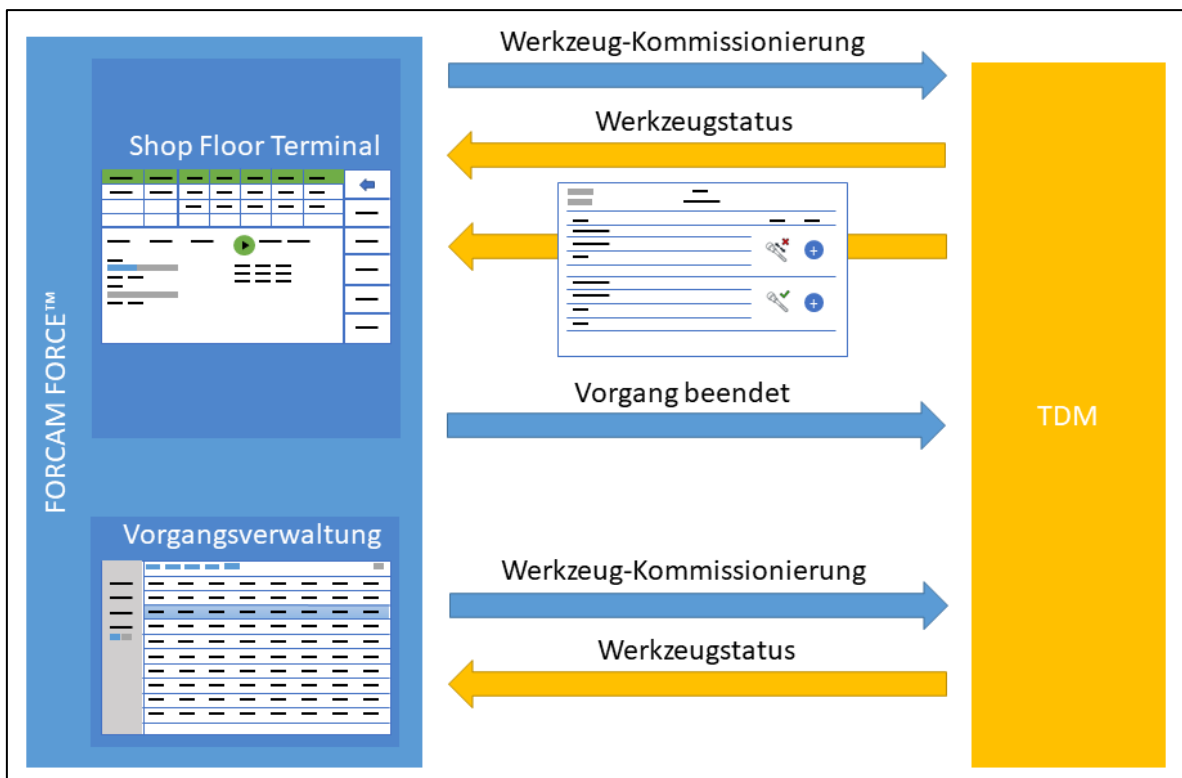 FORCAM FORCE™
Shop Floor Terminal
Werkzeug-Kommissionierung
Werkzeugstatus
Vorgang beendet
TDM
Vorgangsverwaltung
Werkzeug-Kommissionierung
Werkzeugstatus